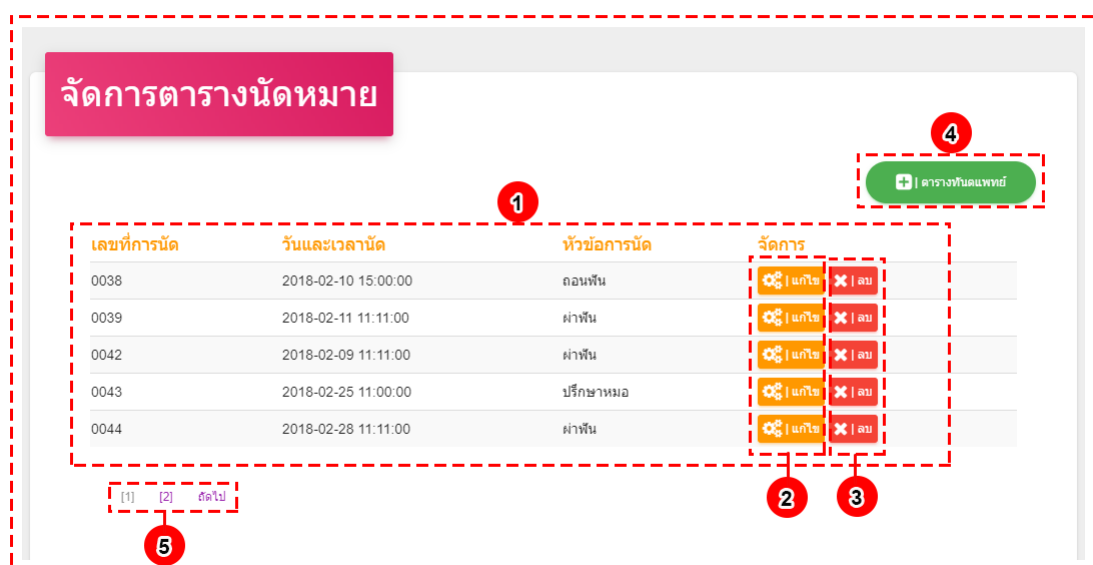 จัดการตารางนัดหมาย
4
| ตารางทันตแพทย์
1
เลขที่การนัด วันและเวลานัด หัวข้อการนัด จัดการ
0038 2018-02-10 15:00:00 ถอนฟัน | แก้ไข | ลบ
0039 2018-02-11 11:11:00 ผ่าฟัน | แก้ไข | ลบ
0042 2018-02-09 11:11:00 ผ่าฟัน | แก้ไข | ลบ
0043 2018-02-25 11:00:00 ปรึกษาหมอ | แก้ไข | ลบ
0044 2018-02-28 11:11:00 ผ่าฟัน | แก้ไข | ลบ
[1] [2] ถัดไป
2 3
5